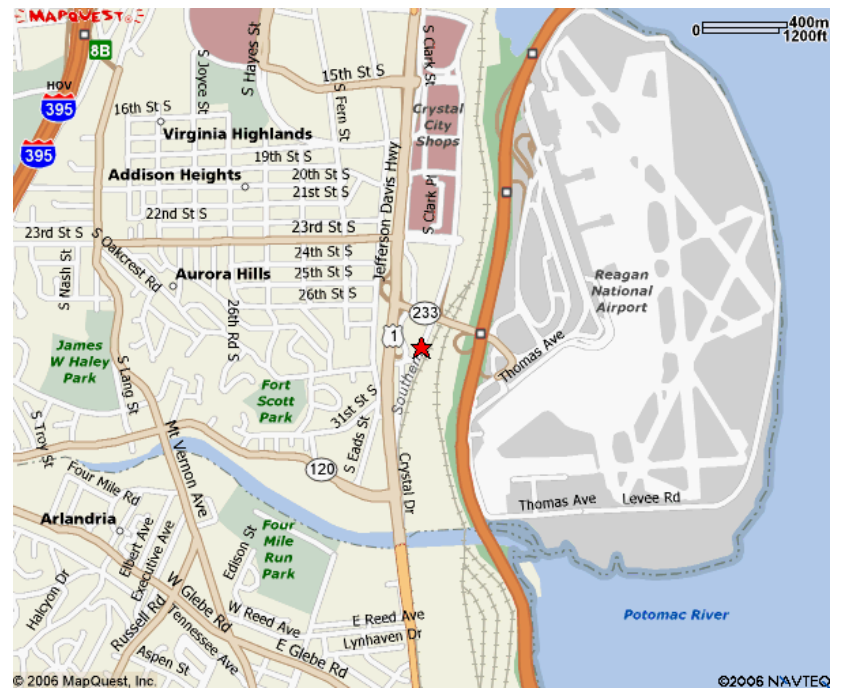 MAPQUEST
8B
HOV
395
395
0
400m
1200ft
S Joyce St
S Hayes St
15th St S
S Fern St
S Clark St
16th St S
Virginia Highlands
Crystal
City
Shops
19th St S
Addison Heights
20th St S
21st St S
Jefferson Davis Hwy
S Clark Pl
22nd St S
23rd St S
23rd St S
S Oakcrest Rd
S Nash St
24th St S
Aurora Hills
25th St S
26th St S
26th Rd S
Reagan
National
Airport
233
1
James
W Haley
Park
S Lang St
Thomas Ave
Southern
Fort
Scott
Park
31st St S
S Troy St
Mt Vernon Ave
S Eads St
120
Crystal Dr
Four Mile Rd
Thomas Ave
Levee Rd
Arlandria
Elbert Ave
Executive Ave
Edison St
Four
Mile
Run
Park
Halcyon Dr
W Glebe Rd
Russell Rd
Tennessee Ave
W Reed Ave
E Reed Ave
Lynhaven Dr
E Glebe Rd
Aspen St
Potomac River
© 2006 MapQuest, Inc.
©2006 NAVTEQ